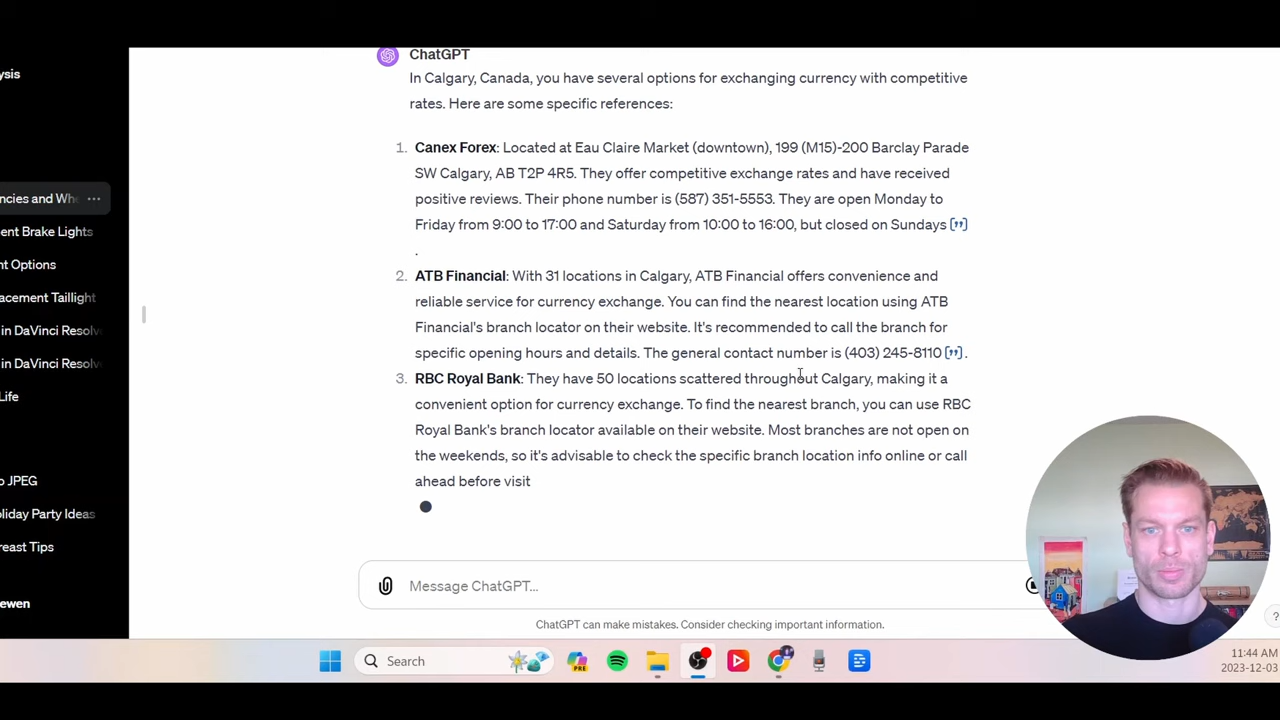 ChatGPT
ysis
In Calgary, Canada, you have several options for exchanging currency with competitive
rates. Here are some specific references:
1. Canex Forex: Located at Eau Claire Market (downtown), 199 (M15)-200 Barclay Parade
SW Calgary, AB T2P 4R5. They offer competitive exchange rates and have received
positive reviews. Their phone number is (587) 351-5553. They are open Monday to
Friday from 9:00 to 17:00 and Saturday from 10:00 to 16:00, but closed on Sundays
.
2. ATB Financial: With 31 locations in Calgary, ATB Financial offers convenience and
reliable service for currency exchange. You can find the nearest location using ATB
Financial's branch locator on their website. It's recommended to call the branch for
specific opening hours and details. The general contact number is (403) 245-8110 .
3. RBC Royal Bank: They have 50 locations scattered throughout Calgary, making it a
convenient option for currency exchange. To find the nearest branch, you can use RBC
Royal Bank's branch locator available on their website. Most branches are not open on
the weekends, so it's advisable to check the specific branch location info online or call
ahead before visit
ncies and Wh
ent Brake Lights
nt Options
acement Taillight
in DaVinci Resolv
in DaVinci Resolv
Life
o JPEG
oliday Party Ideas
reast Tips
ewen
Message ChatGPT...
ChatGPT can make mistakes. Consider checking important information.
?
Search
PRE
11:44 AM
2023-12-03